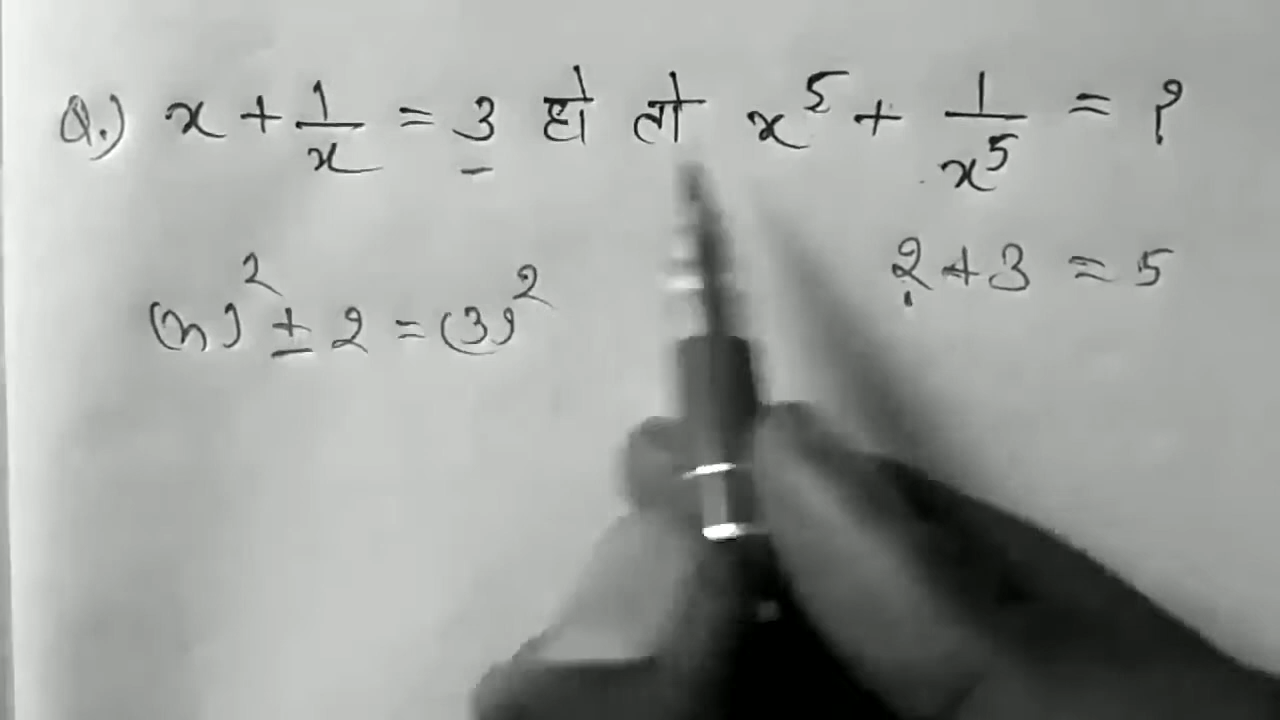 Q.) x + 1/x = 3 हो तो x⁵ + 1/x⁵ = ?
2 + 3 = 5
(n)² ± 2 = (3)²